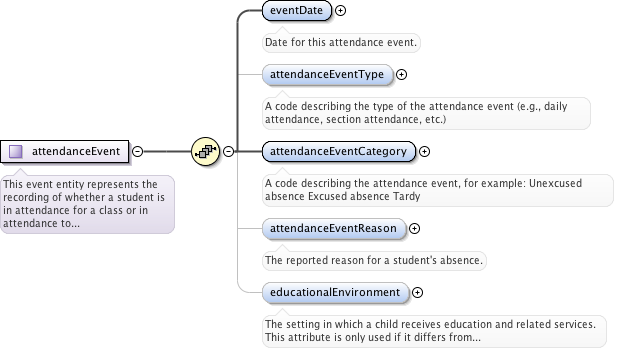 eventDate
Date for this attendance event.
attendanceEventType
A code describing the type of the attendance event (e.g., daily
attendance, section attendance, etc.)
attendanceEvent
This event entity represents the
recording of whether a student is
in attendance for a class or in
attendance to...
attendanceEventCategory
A code describing the attendance event, for example: Unexcused
absence Excused absence Tardy
attendanceEventReason
The reported reason for a student's absence.
educationalEnvironment
The setting in which a child receives education and related services.
This attribute is only used if it differs from...